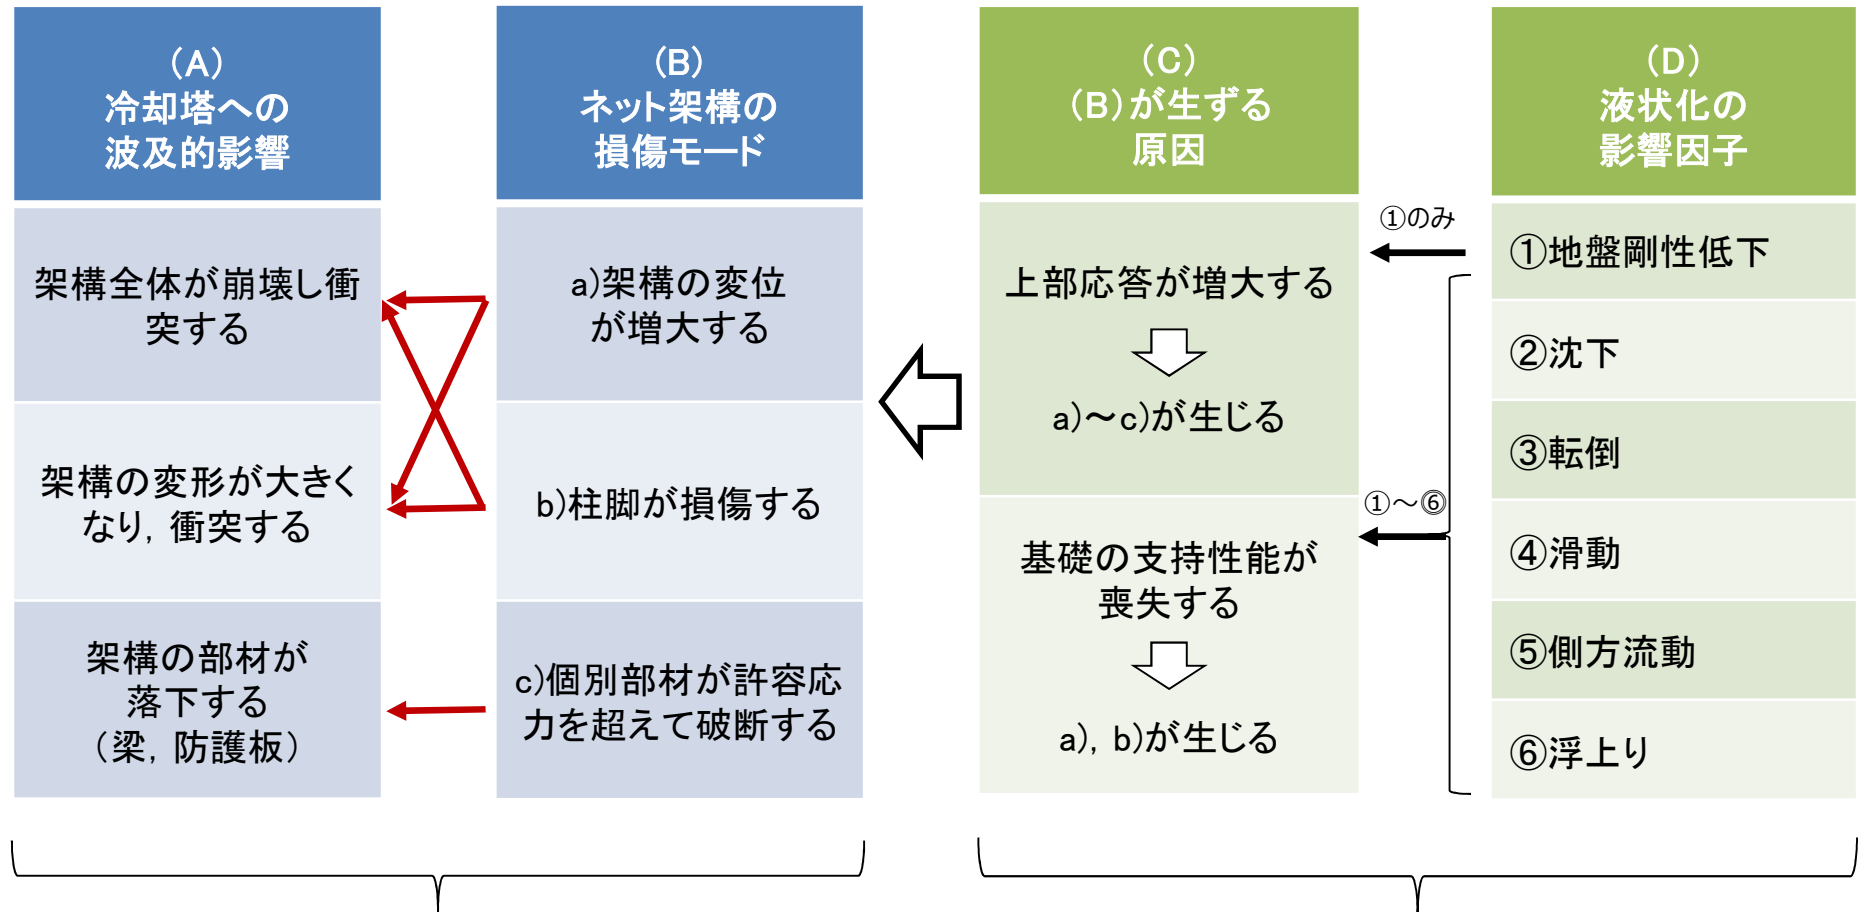 (A)
冷却塔への
波及的影響
架構全体が崩壊し衝
突する
架構の変形が大きく
なり,衝突する
架構の部材が
落下する
(梁,防護板)
(B)
ネット架構の
損傷モード
a)架構の変位
が増大する
b)柱脚が損傷する
c)個別部材が許容応
力を超えて破断する
(C)
(B)が生ずる
原因
上部応答が増大する
a)～c)が生じる
基礎の支持性能が
喪失する
a),b)が生じる
①のみ
①～⑥
(D)
液状化の
影響因子
①地盤剛性低下
②沈下
③転倒
④滑動
⑤側方流動
⑥浮上り